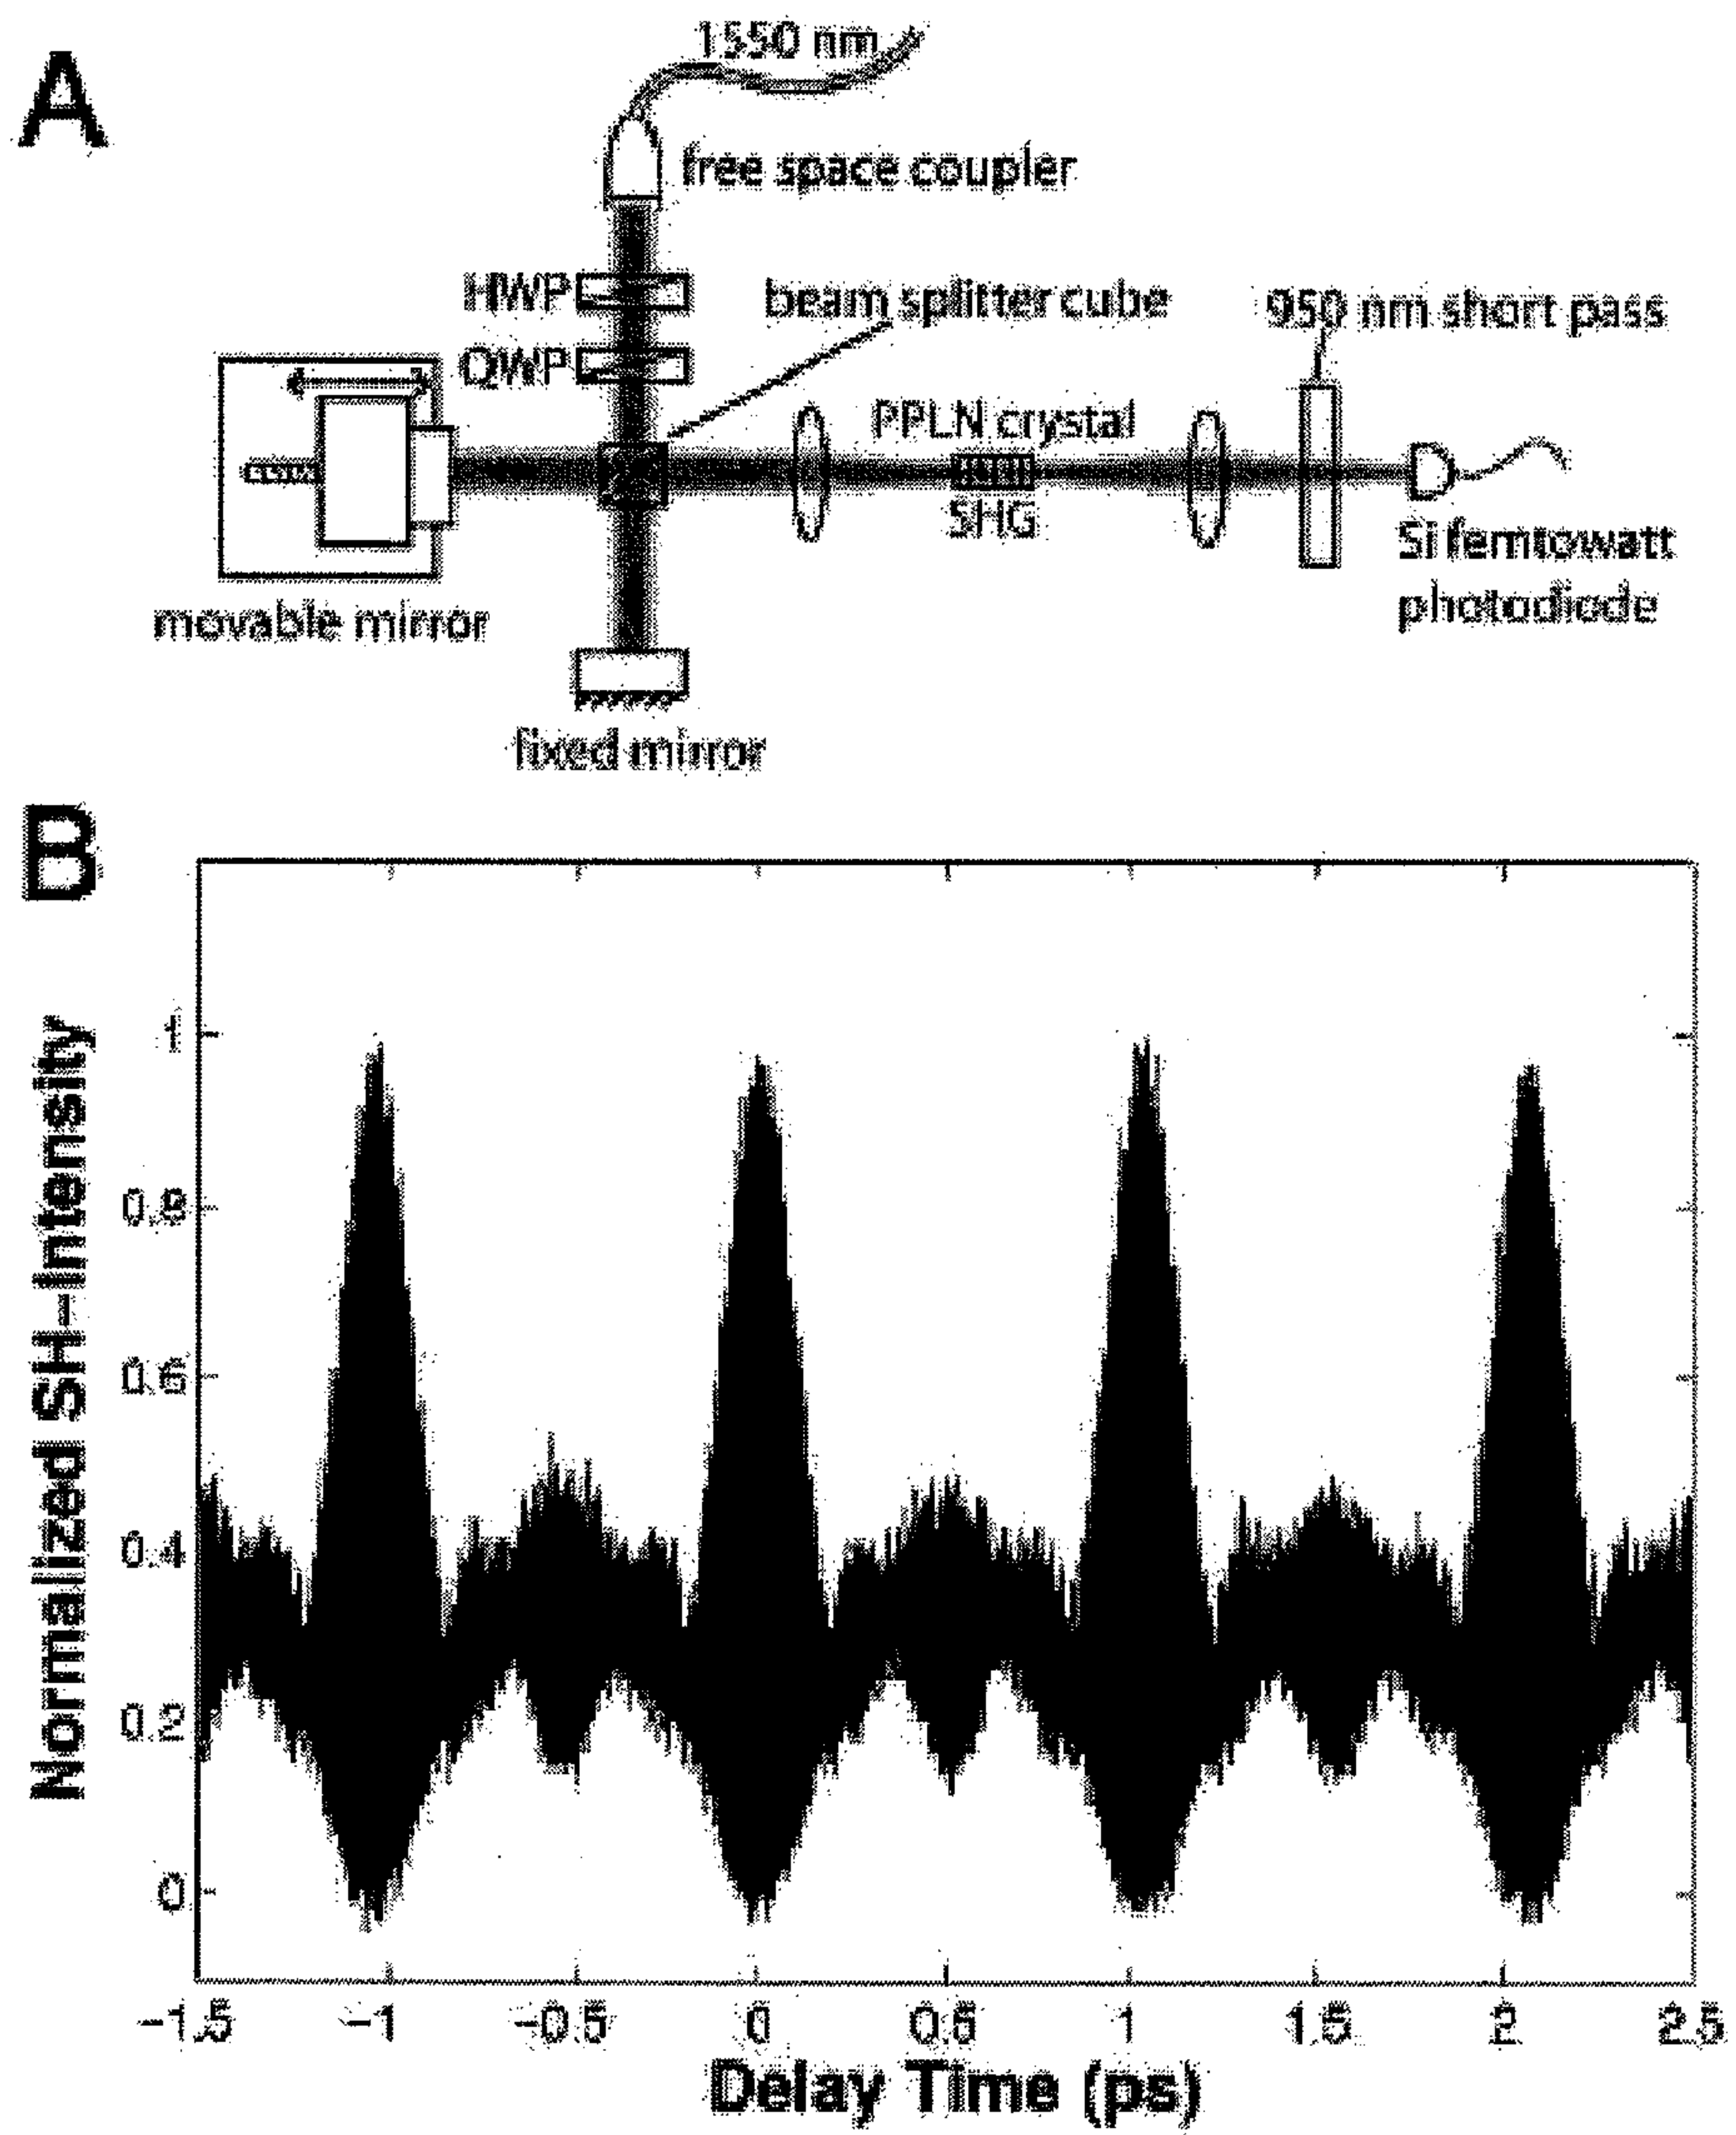 A
1550 nm
free space coupler
HWP
beam splitter cube
950 nm short pass
QWP
PPLN crystal
SHG
Si femtowatt
photodiode
movable mirror
fixed mirror
B
Normalized SH-Intensity
1
0.8
0.6
0.4
0.2
0
-1.5 -1 -0.5 0 0.5 1 1.5 2 2.5
Delay Time (ps)